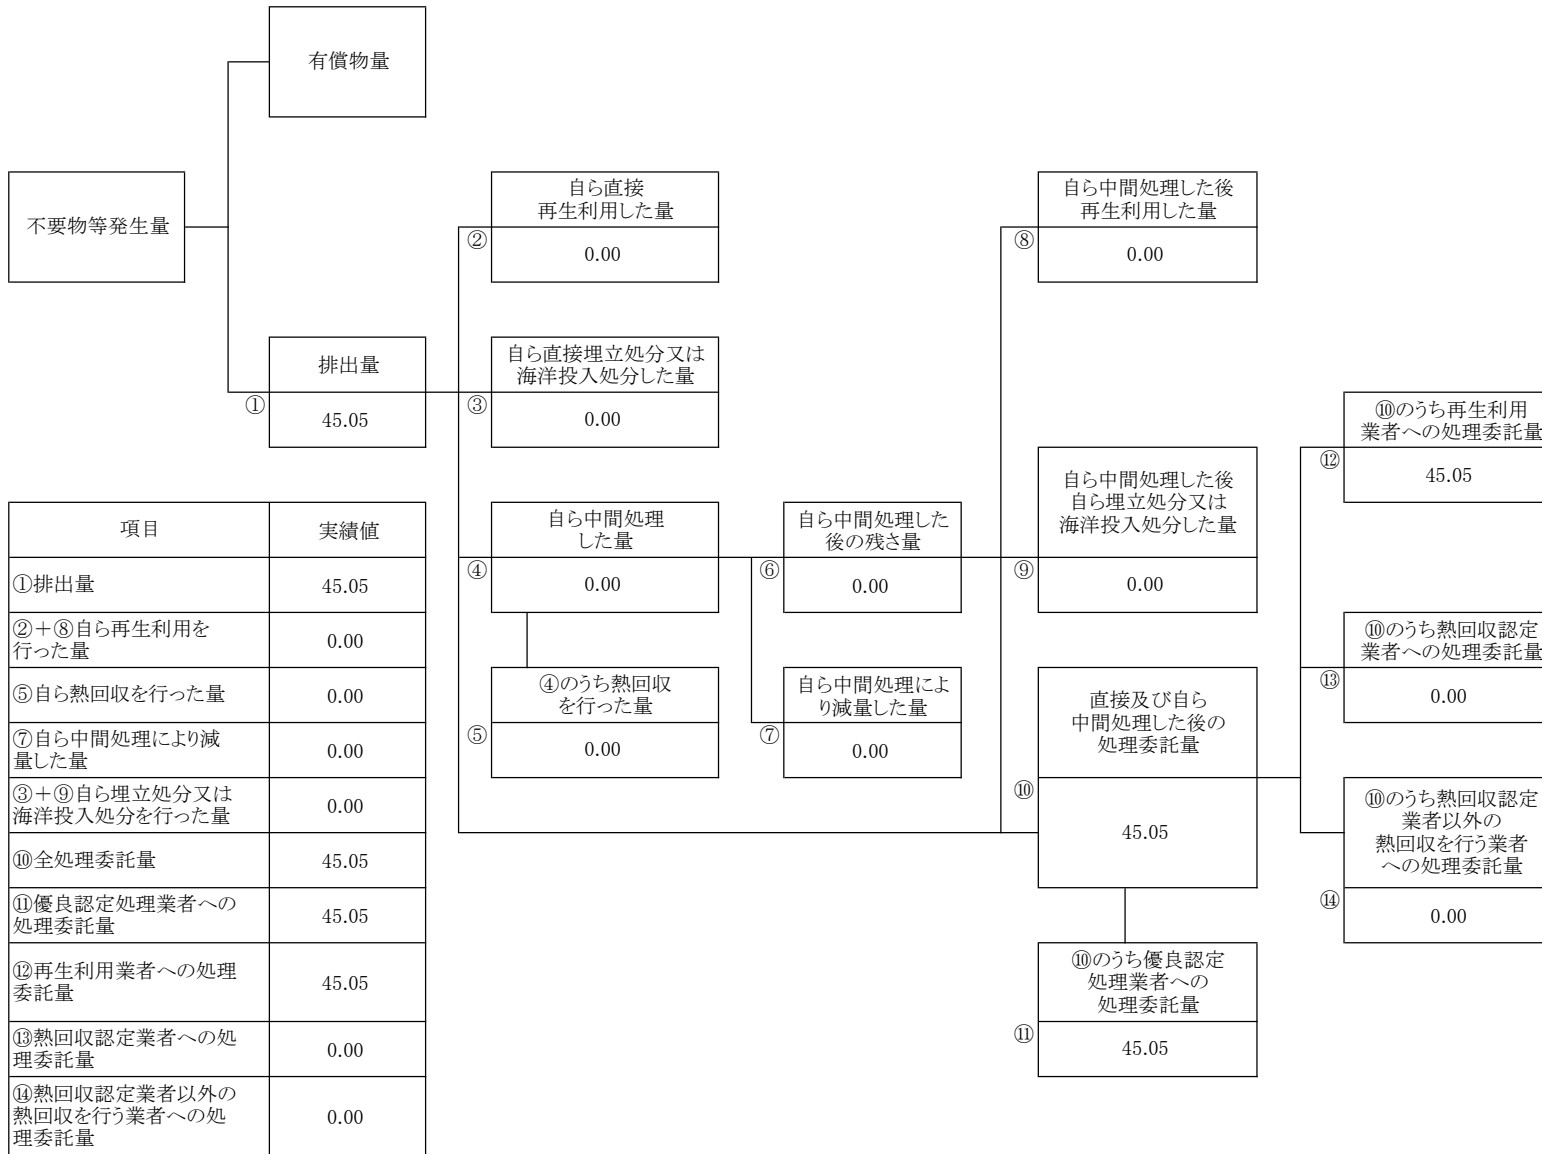 有償物量
不要物等発生量
自ら直接
再生利用した量
②
0.00
自ら中間処理した後
再生利用した量
⑧
0.00
排出量
①
45.05
自ら直接埋立処分又は
海洋投入処分した量
③
0.00
⑩のうち再生利用
業者への処理委託量
⑫
45.05
自ら中間処理
した量
④
0.00
自ら中間処理した
後の残さ量
⑥
0.00
自ら中間処理した後
自ら埋立処分又は
海洋投入処分した量
⑨
0.00
⑩のうち熱回収認定
業者への処理委託量
⑬
0.00
④のうち熱回収
を行った量
⑤
0.00
自ら中間処理によ
り減量した量
⑦
0.00
直接及び自ら
中間処理した後の
処理委託量
⑩
45.05
⑩のうち熱回収認定
業者以外の
熱回収を行う業者
への処理委託量
⑭
0.00
⑩のうち優良認定
処理業者への
処理委託量
⑪
45.05
項目 実績値
①排出量 45.05
②+⑧自ら再生利用を
行った量 0.00
⑤自ら熱回収を行った量 0.00
⑦自ら中間処理により減
量した量 0.00
③+⑨自ら埋立処分又は
海洋投入処分を行った量 0.00
⑩全処理委託量 45.05
⑪優良認定処理業者への
処理委託量 45.05
⑫再生利用業者への処理
委託量 45.05
⑬熱回収認定業者への処
理委託量 0.00
⑭熱回収認定業者以外の
熱回収を行う業者への処
理委託量 0.00